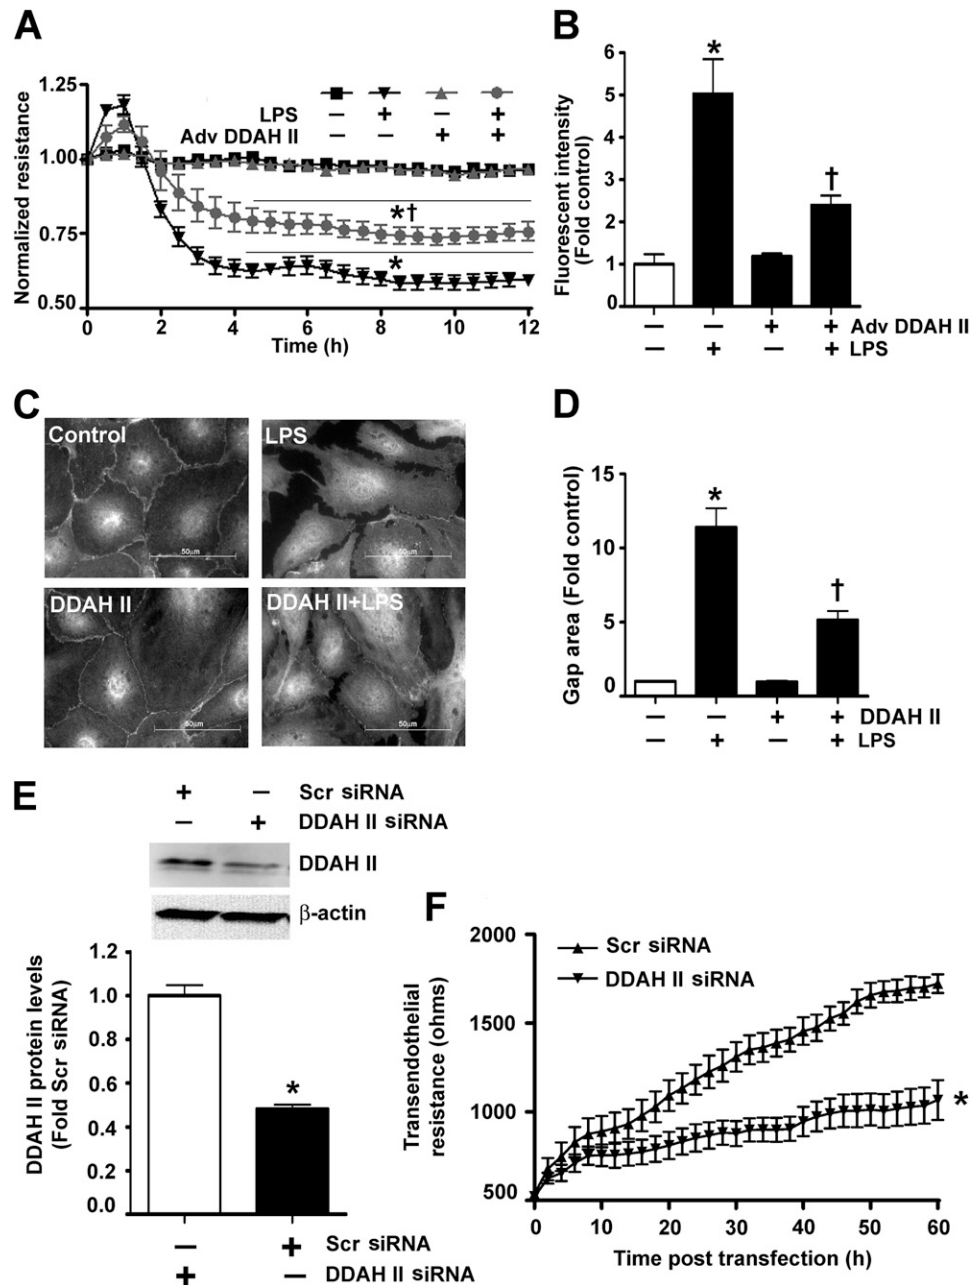 A
Normalized resistance
1.25
1.00
0.75
0.50
LPS − + − +
Adv DDAH II − − + +
*†
*
0 2 4 6 8 10 12
Time (h)
B
Fluorescent intensity
(Fold control)
6
5
4
3
2
1
0
*
†
− − + + Adv DDAH II
− + − + LPS
C
Control
50µm
LPS
50µm
DDAH II
50µm
DDAH II+LPS
50µm
D
Gap area (Fold control)
15
10
5
0
*
†
− − + + DDAH II
− + − + LPS
E
+ − Scr siRNA
− + DDAH II siRNA
DDAH II
β-actin
DDAH II protein levels
(Fold Scr siRNA)
1.2
1.0
0.8
0.6
0.4
0.2
0.0
*
− + Scr siRNA
+ − DDAH II siRNA
F
Transendothelial
resistance (ohms)
2000
1500
1000
500
Scr siRNA
DDAH II siRNA
*
0 10 20 30 40 50 60
Time post transfection (h)